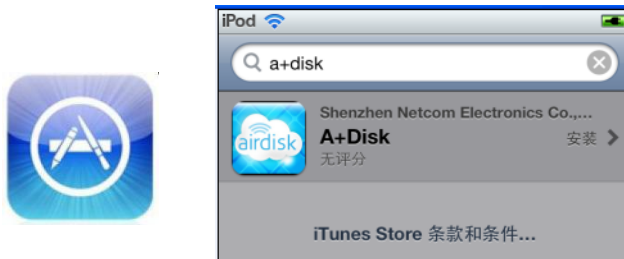 iPod
a+disk
Shenzhen Netcom Electronics Co.,...
airdisk
A+Disk
安装
无评分
iTunes Store 条款和条件...